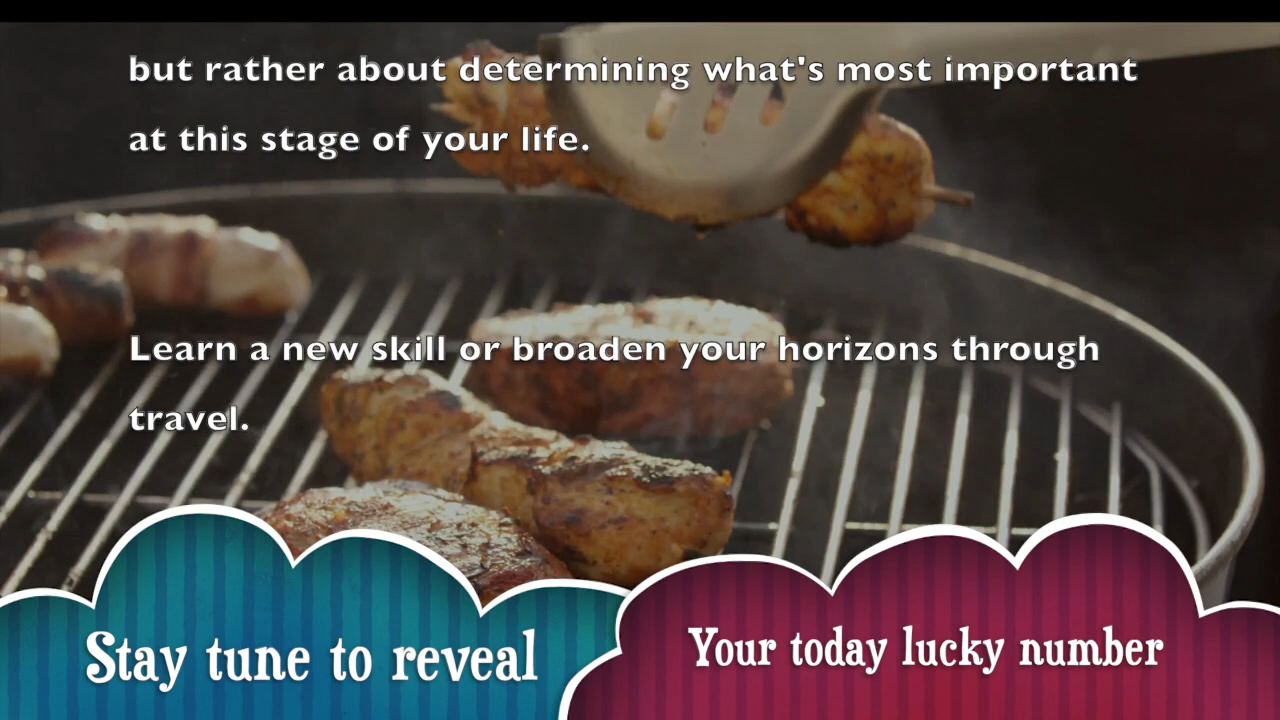 but rather about determining what's most important
at this stage of your life.
Learn a new skill or broaden your horizons through
travel.
Stay tune to reveal
Your today lucky number